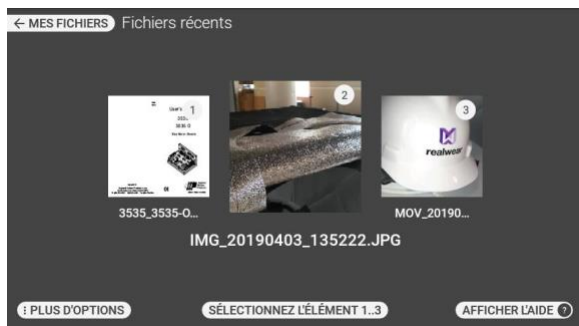 ← MES FICHIERS Fichiers récents
1
2
3
User's
3535_3535-O...
realwear
MOV_20190...
IMG_20190403_135222.JPG
⁝ PLUS D'OPTIONS
SÉLECTIONNEZ L'ÉLÉMENT 1..3
AFFICHER L'AIDE ?